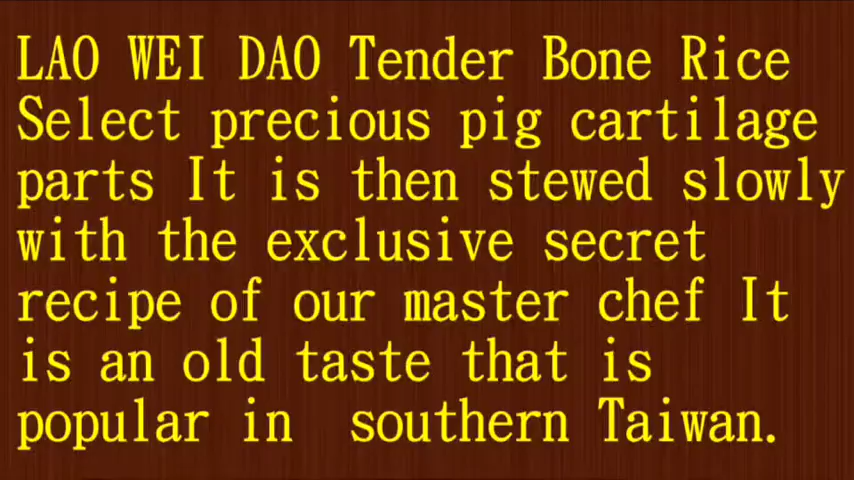 LAO WEI DAO Tender Bone Rice
Select precious pig cartilage
parts It is then stewed slowly
with the exclusive secret
recipe of our master chef It
is an old taste that is
popular in  southern Taiwan.